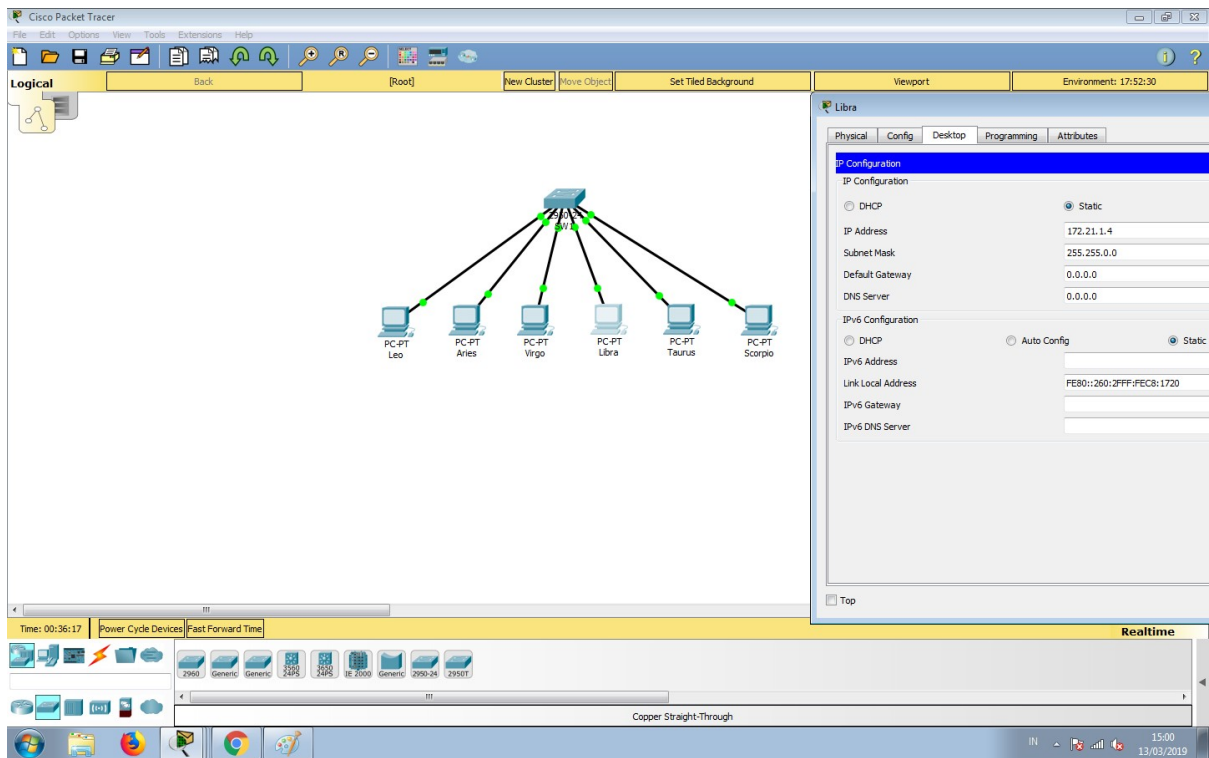 Cisco Packet Tracer
File Edit Options View Tools Extensions Help
Logical
Back
[Root]
New Cluster
Move Object
Set Tiled Background
Viewport
Environment: 17:52:30
2950-24
SW1
PC-PT
Leo
PC-PT
Aries
PC-PT
Virgo
PC-PT
Libra
PC-PT
Taurus
PC-PT
Scorpio
Libra
Physical Config Desktop Programming Attributes
IP Configuration
IP Configuration
DHCP Static
IP Address 172.21.1.4
Subnet Mask 255.255.0.0
Default Gateway 0.0.0.0
DNS Server 0.0.0.0
IPv6 Configuration
DHCP Auto Config Static
IPv6 Address
Link Local Address FE80::260:2FFF:FEC8:1720
IPv6 Gateway
IPv6 DNS Server
Top
Time: 00:36:17 Power Cycle Devices Fast Forward Time
Realtime
2960 Generic Generic 3560 24PS 3650 24PS IE 2000 Generic 2950-24 2950T
Copper Straight-Through
IN
15:00
13/03/2019